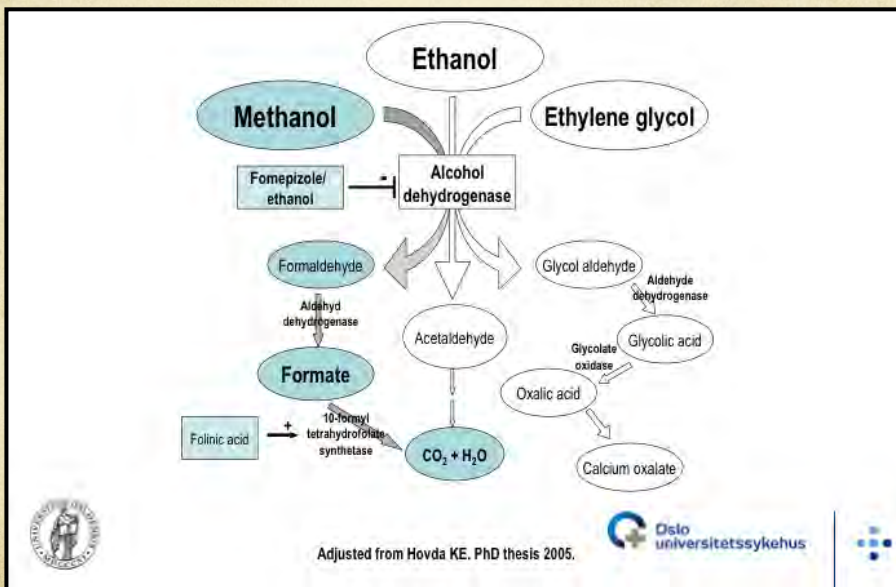 Ethanol
Methanol
Ethylene glycol
Fomepizole/
ethanol
-
Alcohol
dehydrogenase
Formaldehyde
Glycol aldehyde
Aldehyd
dehydrogenase
Aldehyde
dehydrogenase
Acetaldehyde
Glycolic acid
Glycolate
oxidase
Formate
Oxalic acid
Folinic acid
+
10-formyl
tetrahydrofolate
synthetase
CO₂ + H₂O
Calcium oxalate
Oslo
universitetssykehus
Adjusted from Hovda KE. PhD thesis 2005.